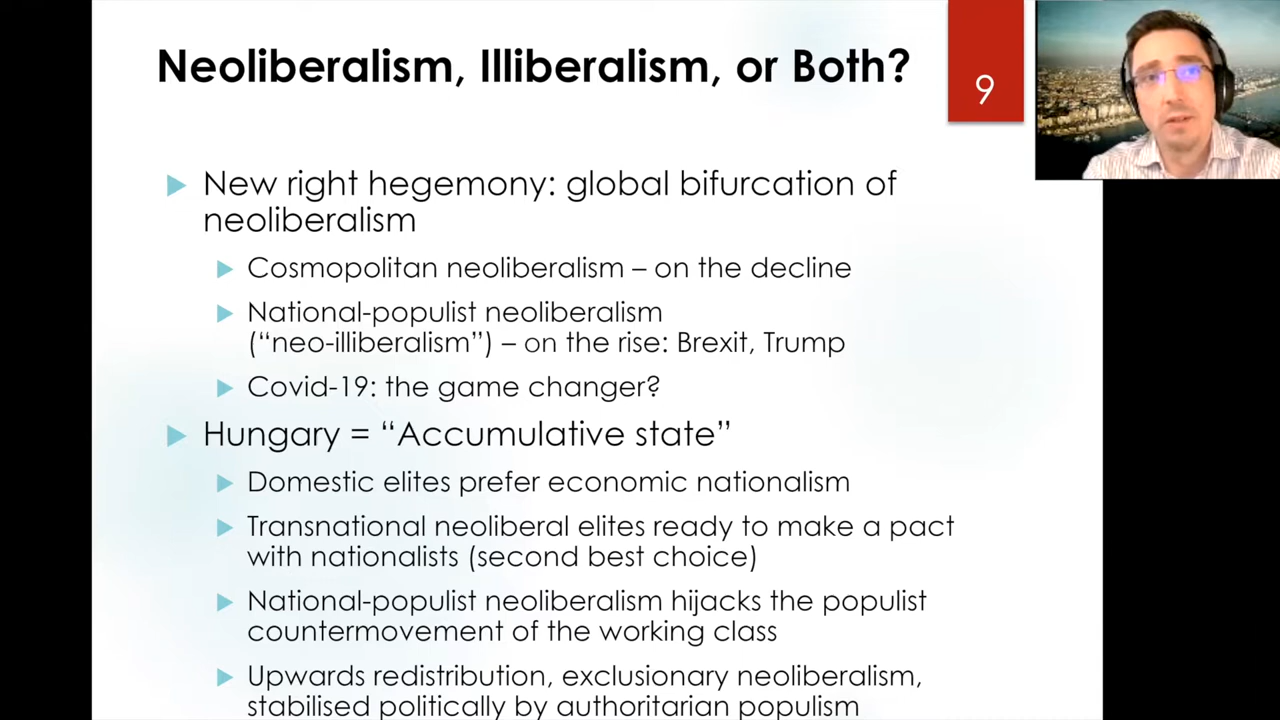 Neoliberalism, Illiberalism, or Both?
9
New right hegemony: global bifurcation of
neoliberalism
Cosmopolitan neoliberalism – on the decline
National-populist neoliberalism
(“neo-illiberalism”) – on the rise: Brexit, Trump
Covid-19: the game changer?
Hungary = “Accumulative state”
Domestic elites prefer economic nationalism
Transnational neoliberal elites ready to make a pact
with nationalists (second best choice)
National-populist neoliberalism hijacks the populist
countermovement of the working class
Upwards redistribution, exclusionary neoliberalism,
stabilised politically by authoritarian populism